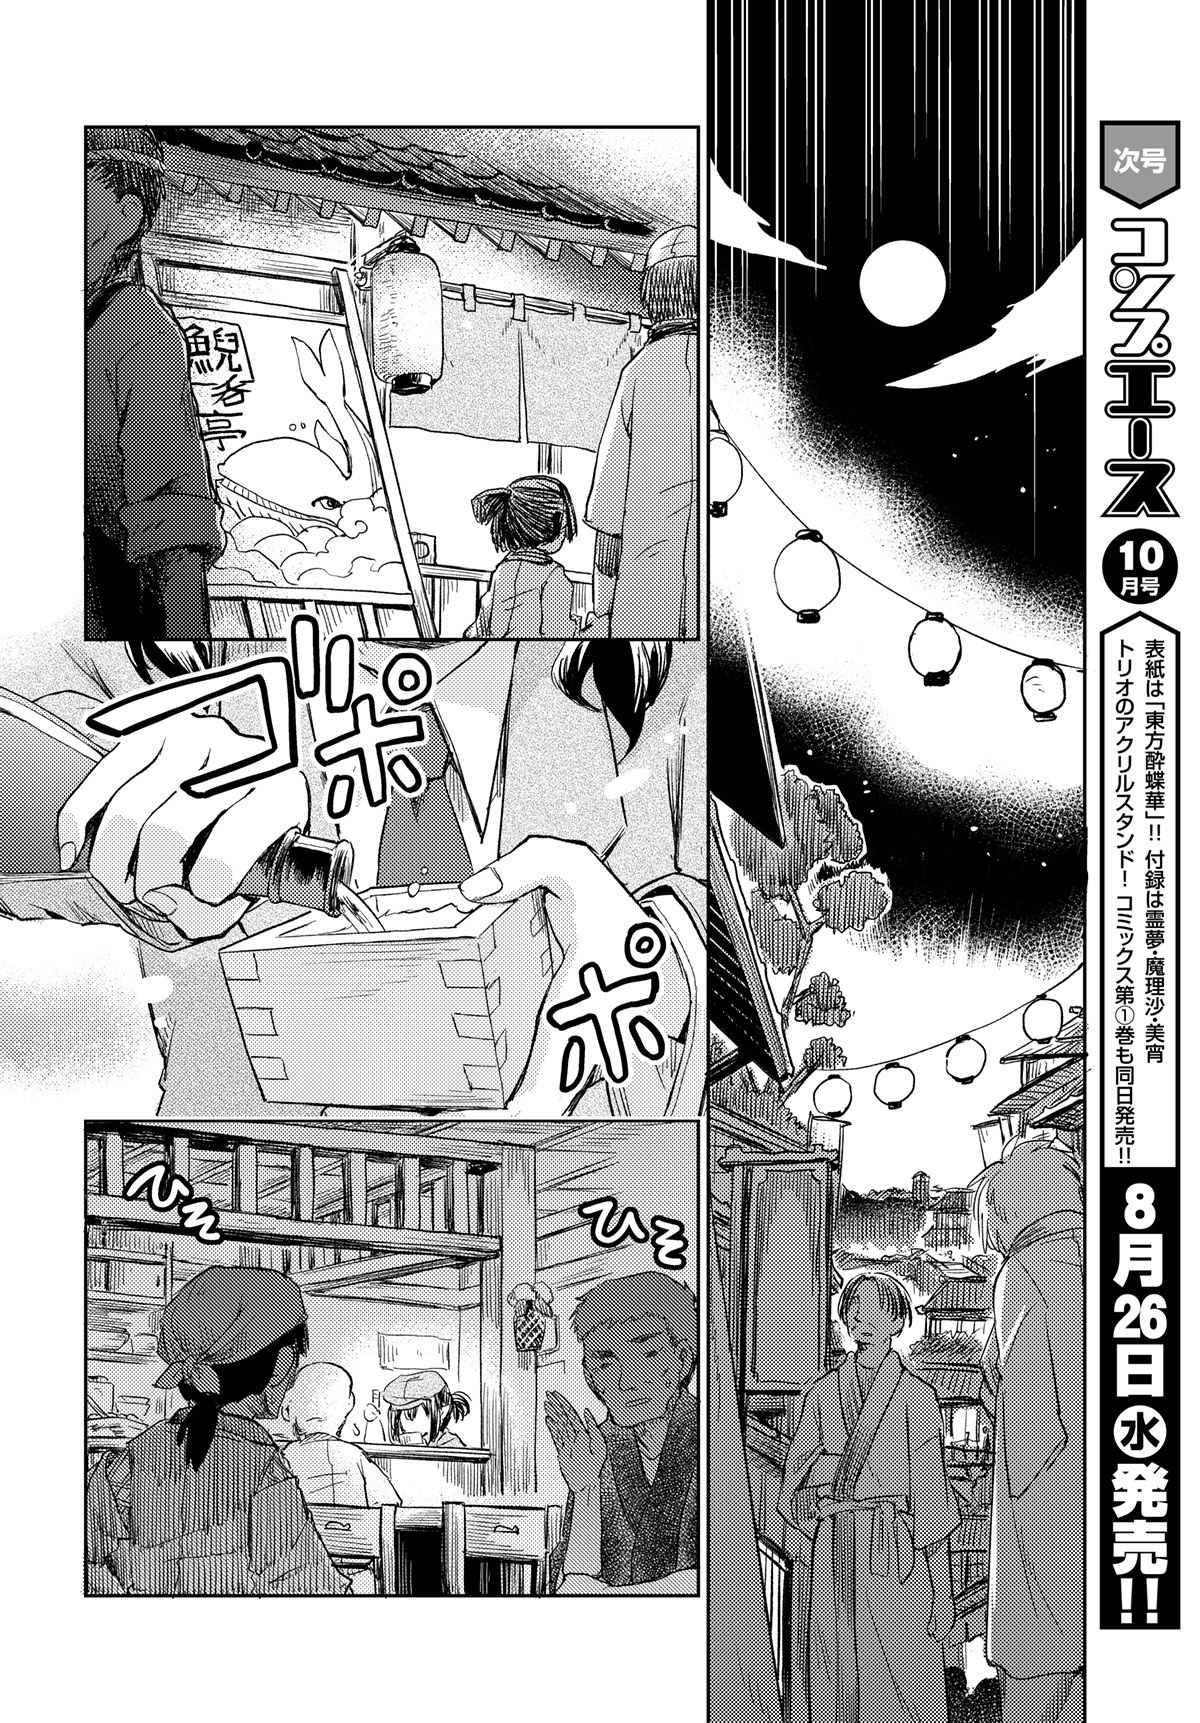 次号
コンプエース
10
月号
表紙は「東方酔蝶華」!! 付録は霊夢・魔理沙・美宵
トリオのアクリルスタンド! コミックス第①巻も同日発売!!
8月26日㊌発売!!
鯢
呑
亭
コポポ
ポ
ひそ
ひそ